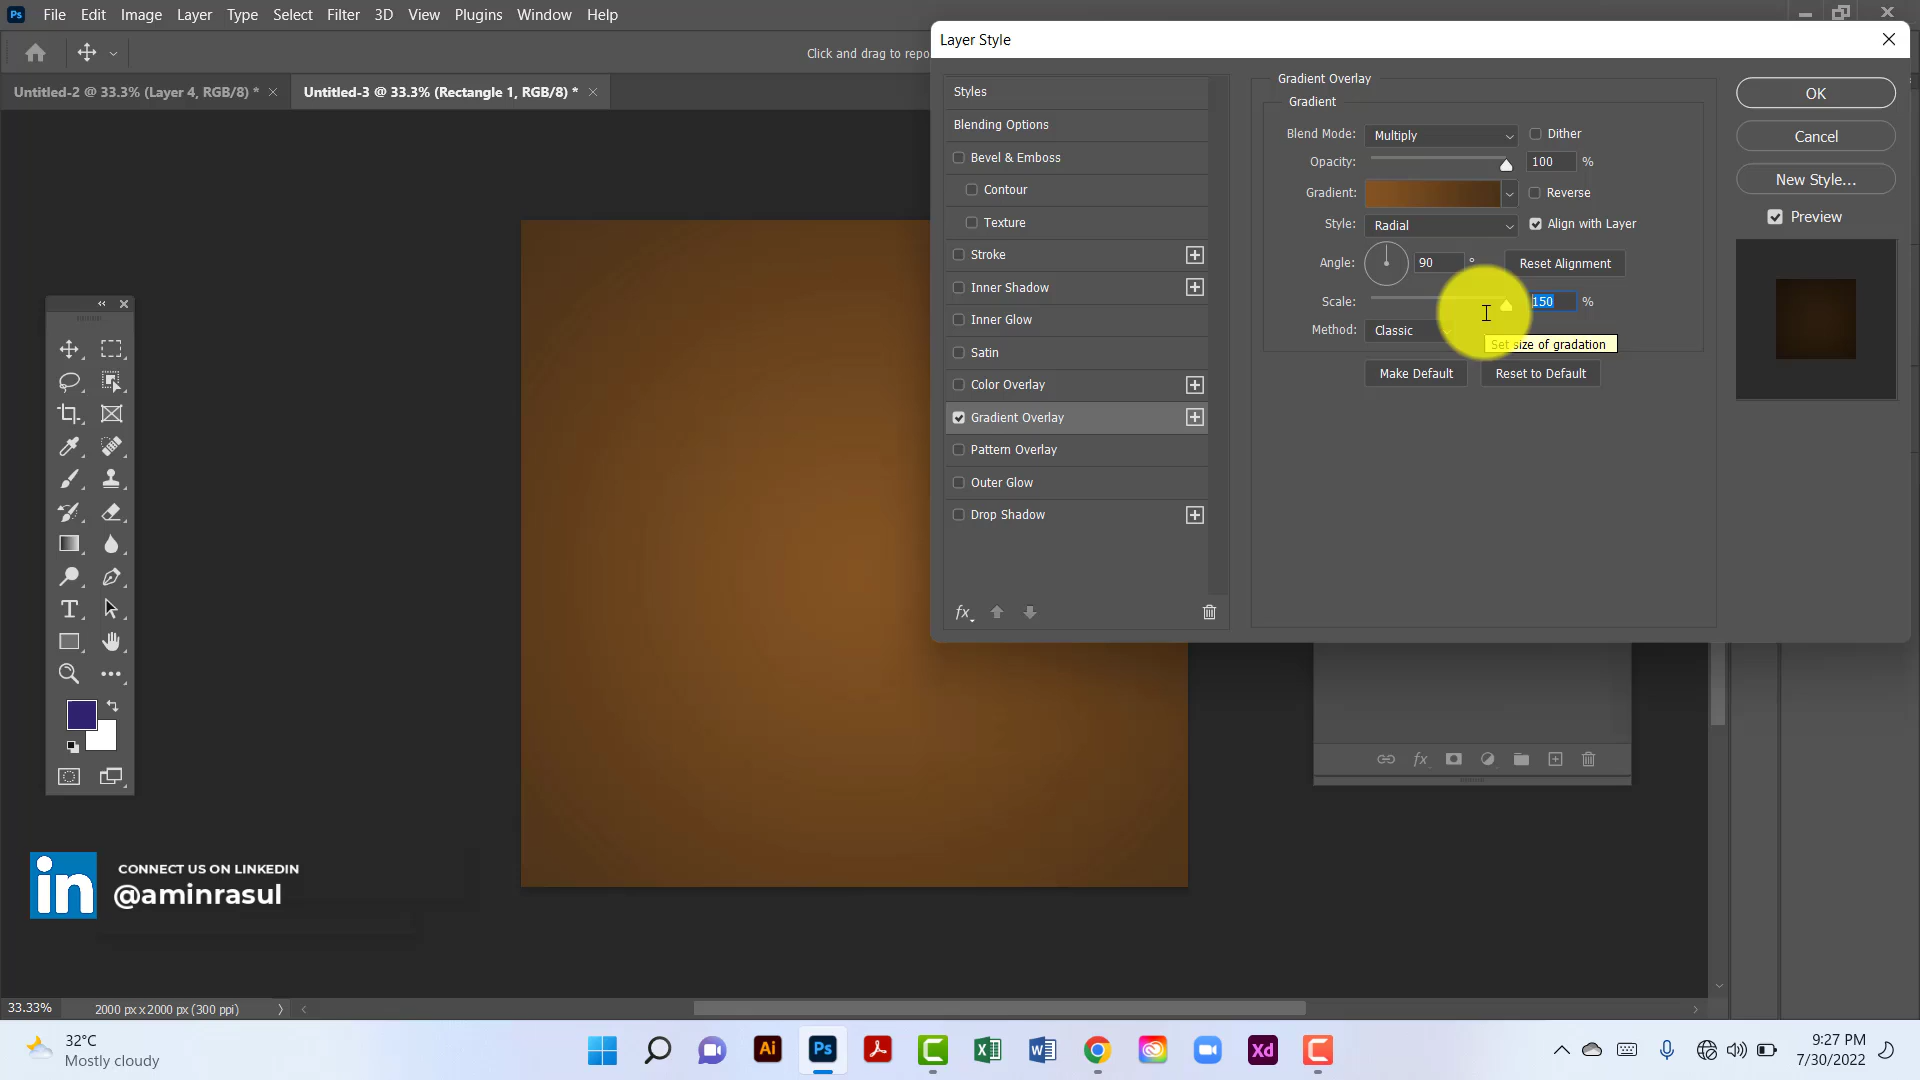 Ps File Edit Image Layer Type Select Filter 3D View Plugins Window Help
Click and drag to repo
Untitled-2 @ 33.3% (Layer 4, RGB/8) * × Untitled-3 @ 33.3% (Rectangle 1, RGB/8) * ×
Layer Style
Styles
Blending Options
Bevel & Emboss
Contour
Texture
Stroke
Inner Shadow
Inner Glow
Satin
Color Overlay
Gradient Overlay
Pattern Overlay
Outer Glow
Drop Shadow
fx
Gradient Overlay
Gradient
Blend Mode: Multiply Dither
Opacity: 100 %
Gradient: Reverse
Style: Radial Align with Layer
Angle: 90 ° Reset Alignment
Scale: 150 %
Method: Classic
Set size of gradation
Make Default Reset to Default
OK
Cancel
New Style...
Preview
fx
in CONNECT US ON LINKEDIN
@aminrasul
33.33% 2000 px x 2000 px (300 ppi)
32°C
Mostly cloudy
Ai Ps Xd
9:27 PM
7/30/2022